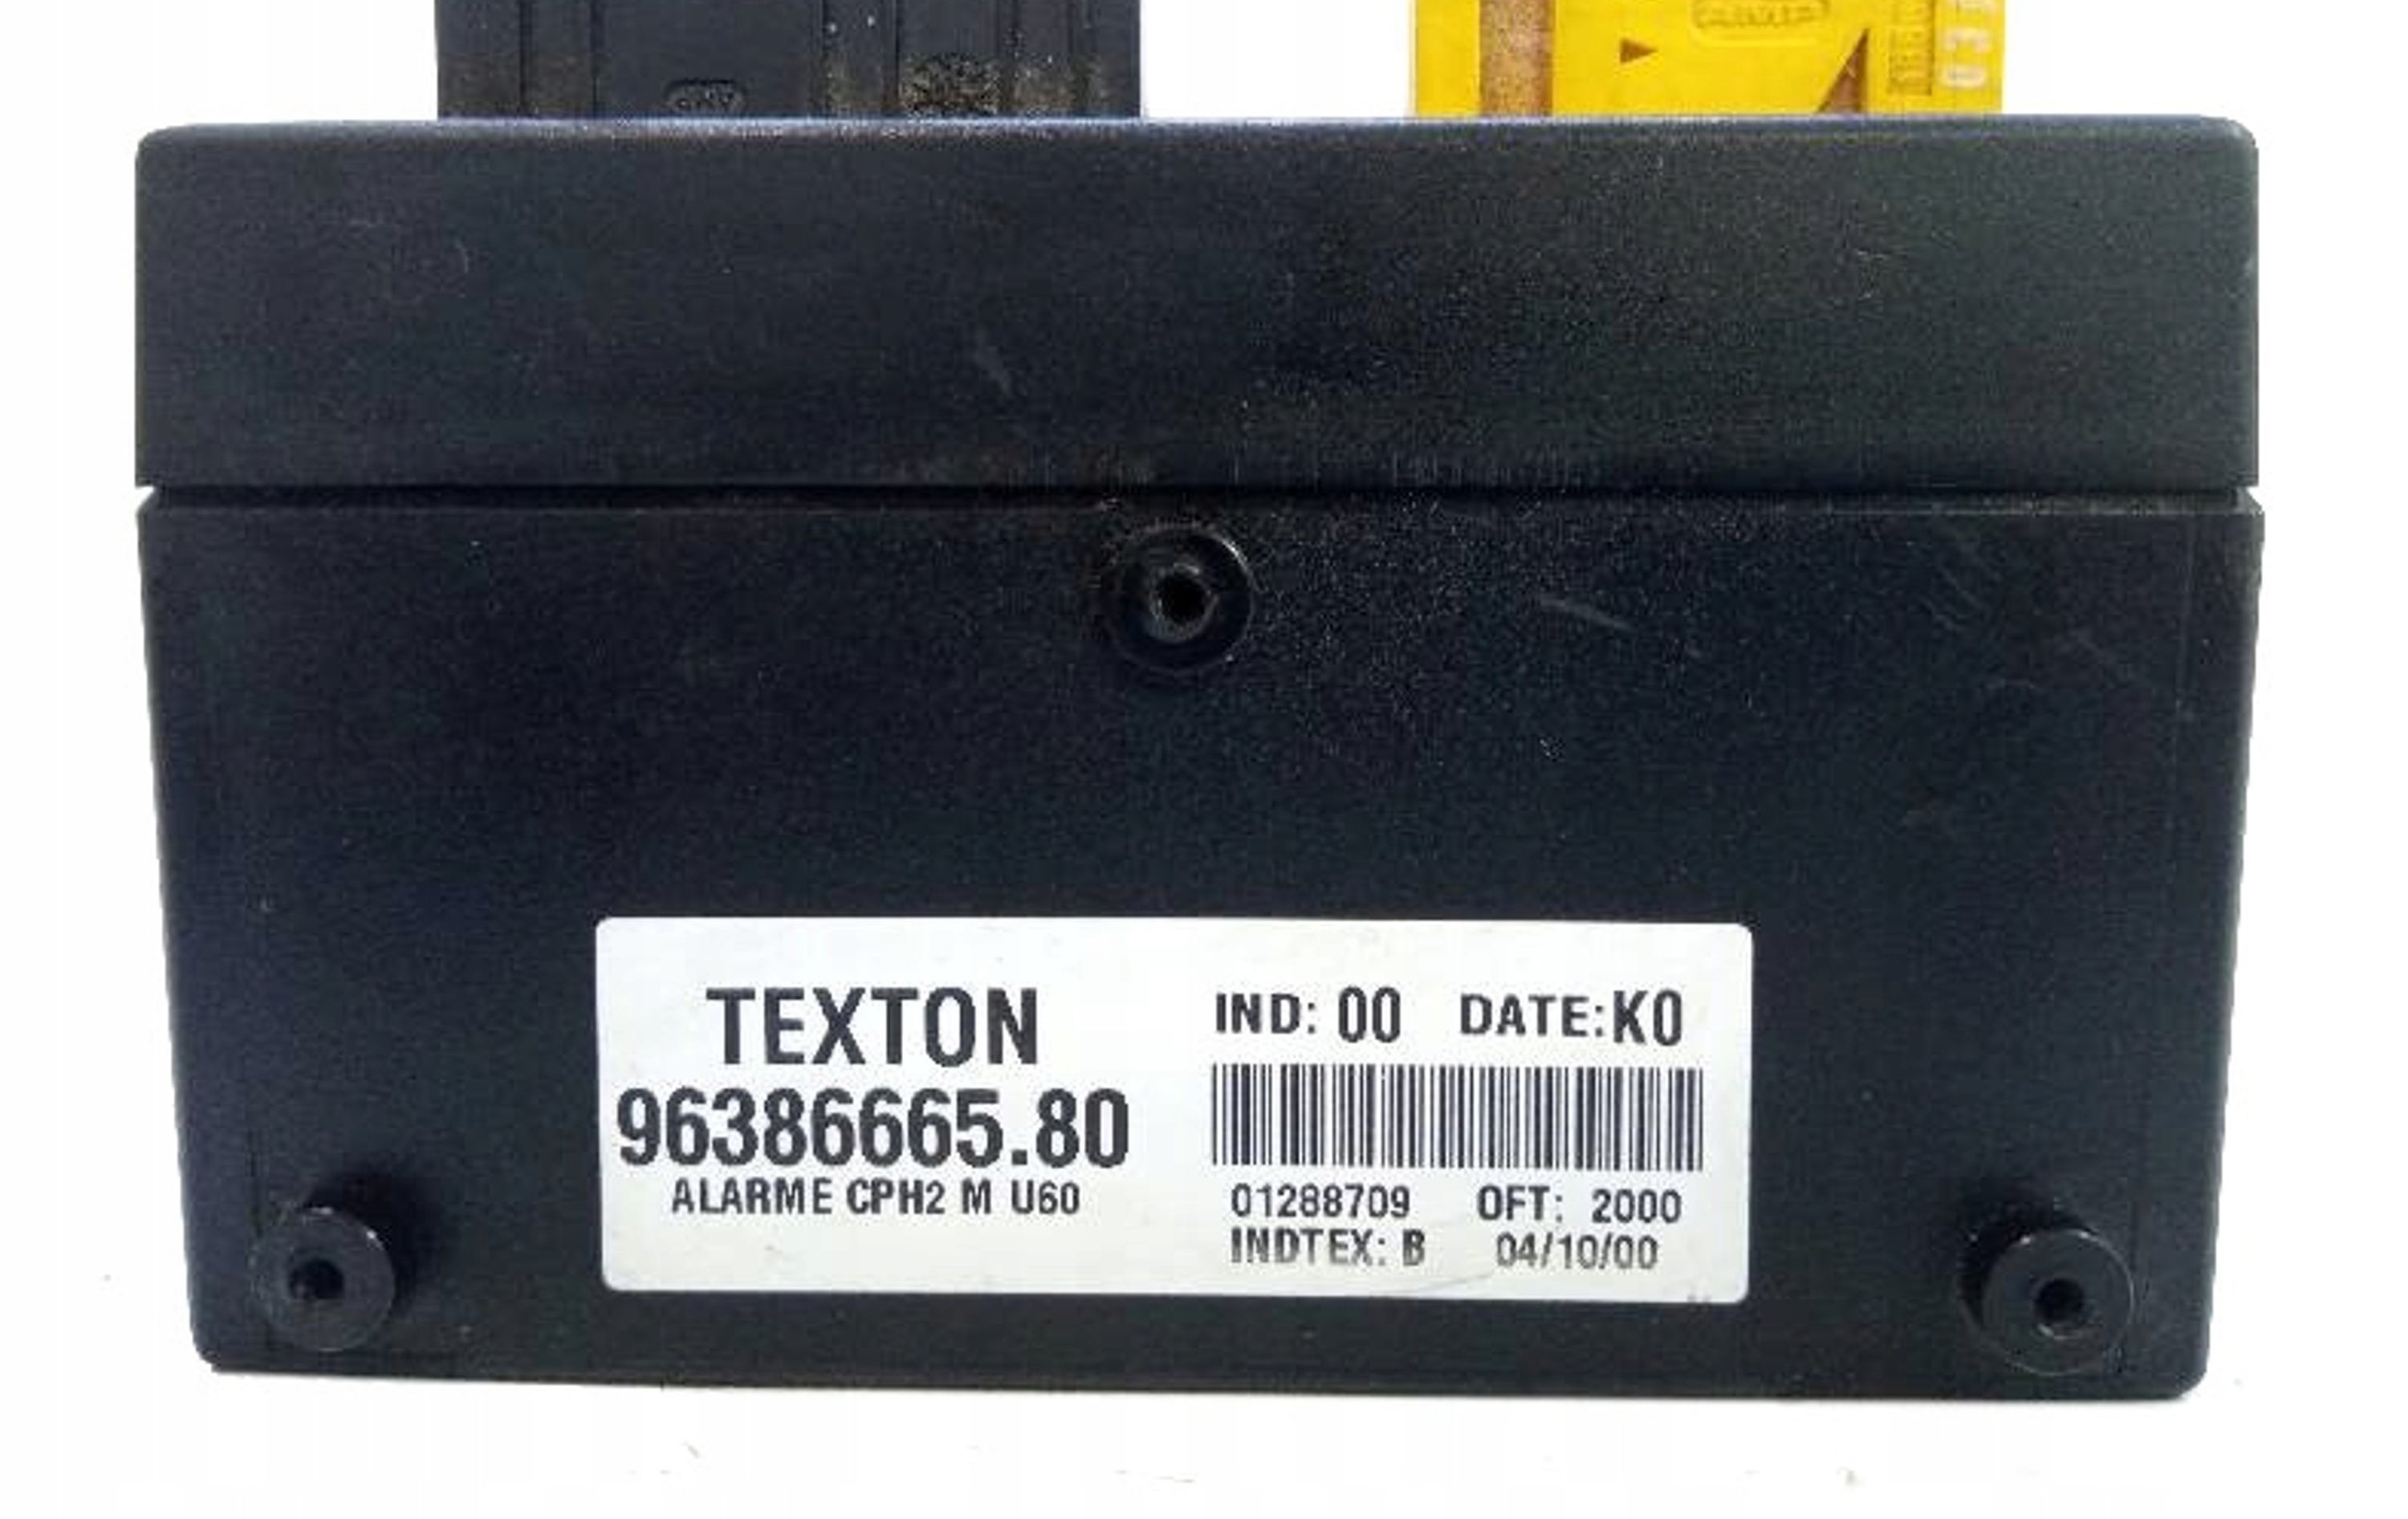 TEXTON
96386665.80
ALARME CPH2 M U60
IND: 00 DATE:K0
01288709 OFT: 2000
INDTEX: B 04/10/00